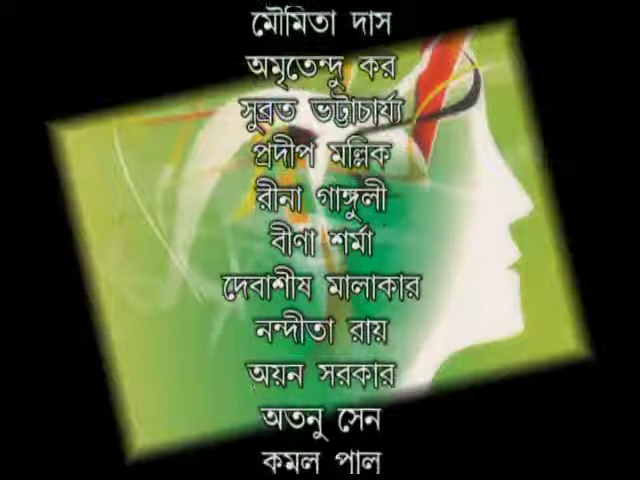 মৌমিতা দাস
অমৃতেন্দু কর
সুব্রত ভট্টাচার্য্য
প্রদীপ মল্লিক
রীনা গাঙ্গুলী
বীণা শর্মা
দেবাশীষ মালাকার
নন্দীতা রায়
অয়ন সরকার
অতনু সেন
কমল পাল